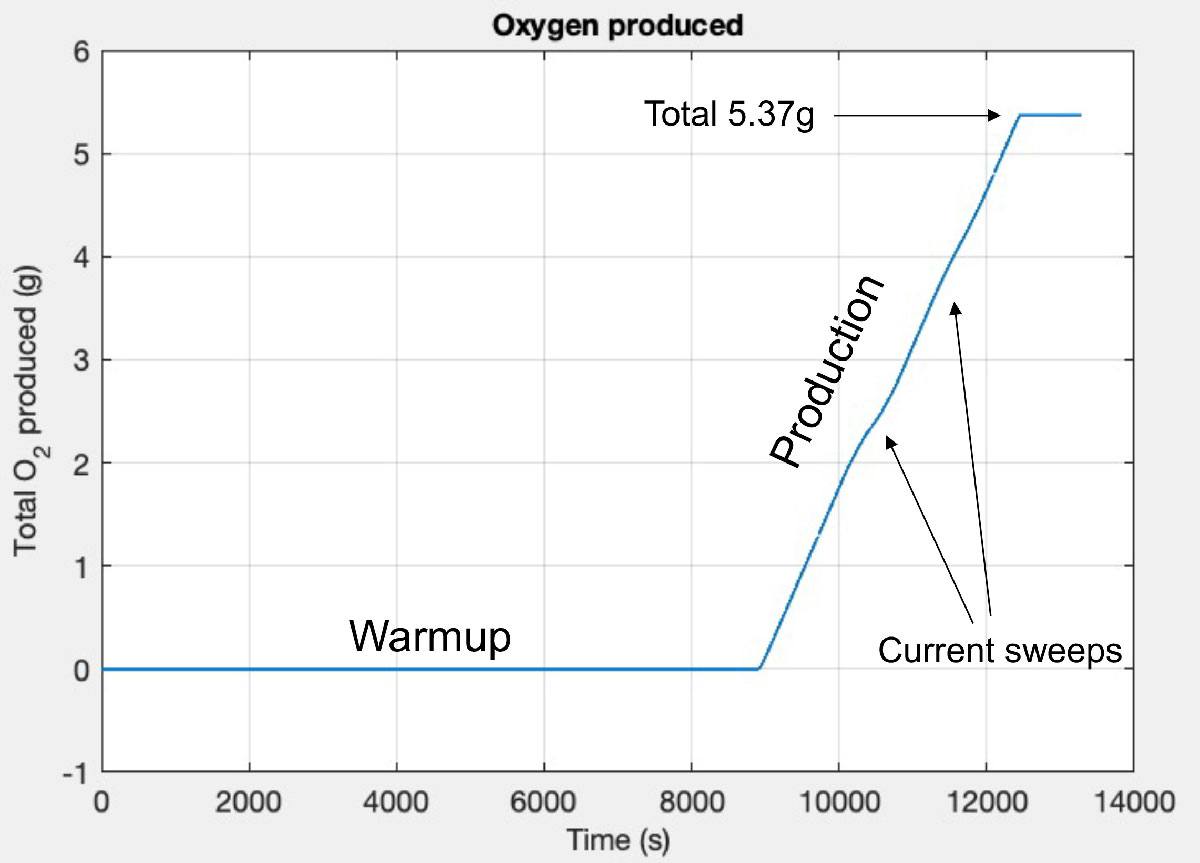 Oxygen produced
6
5
4
3
2
1
0
-1
Total O2 produced (g)
Total 5.37g
Production
Warmup
Current sweeps
0 2000 4000 6000 8000 10000 12000 14000
Time (s)